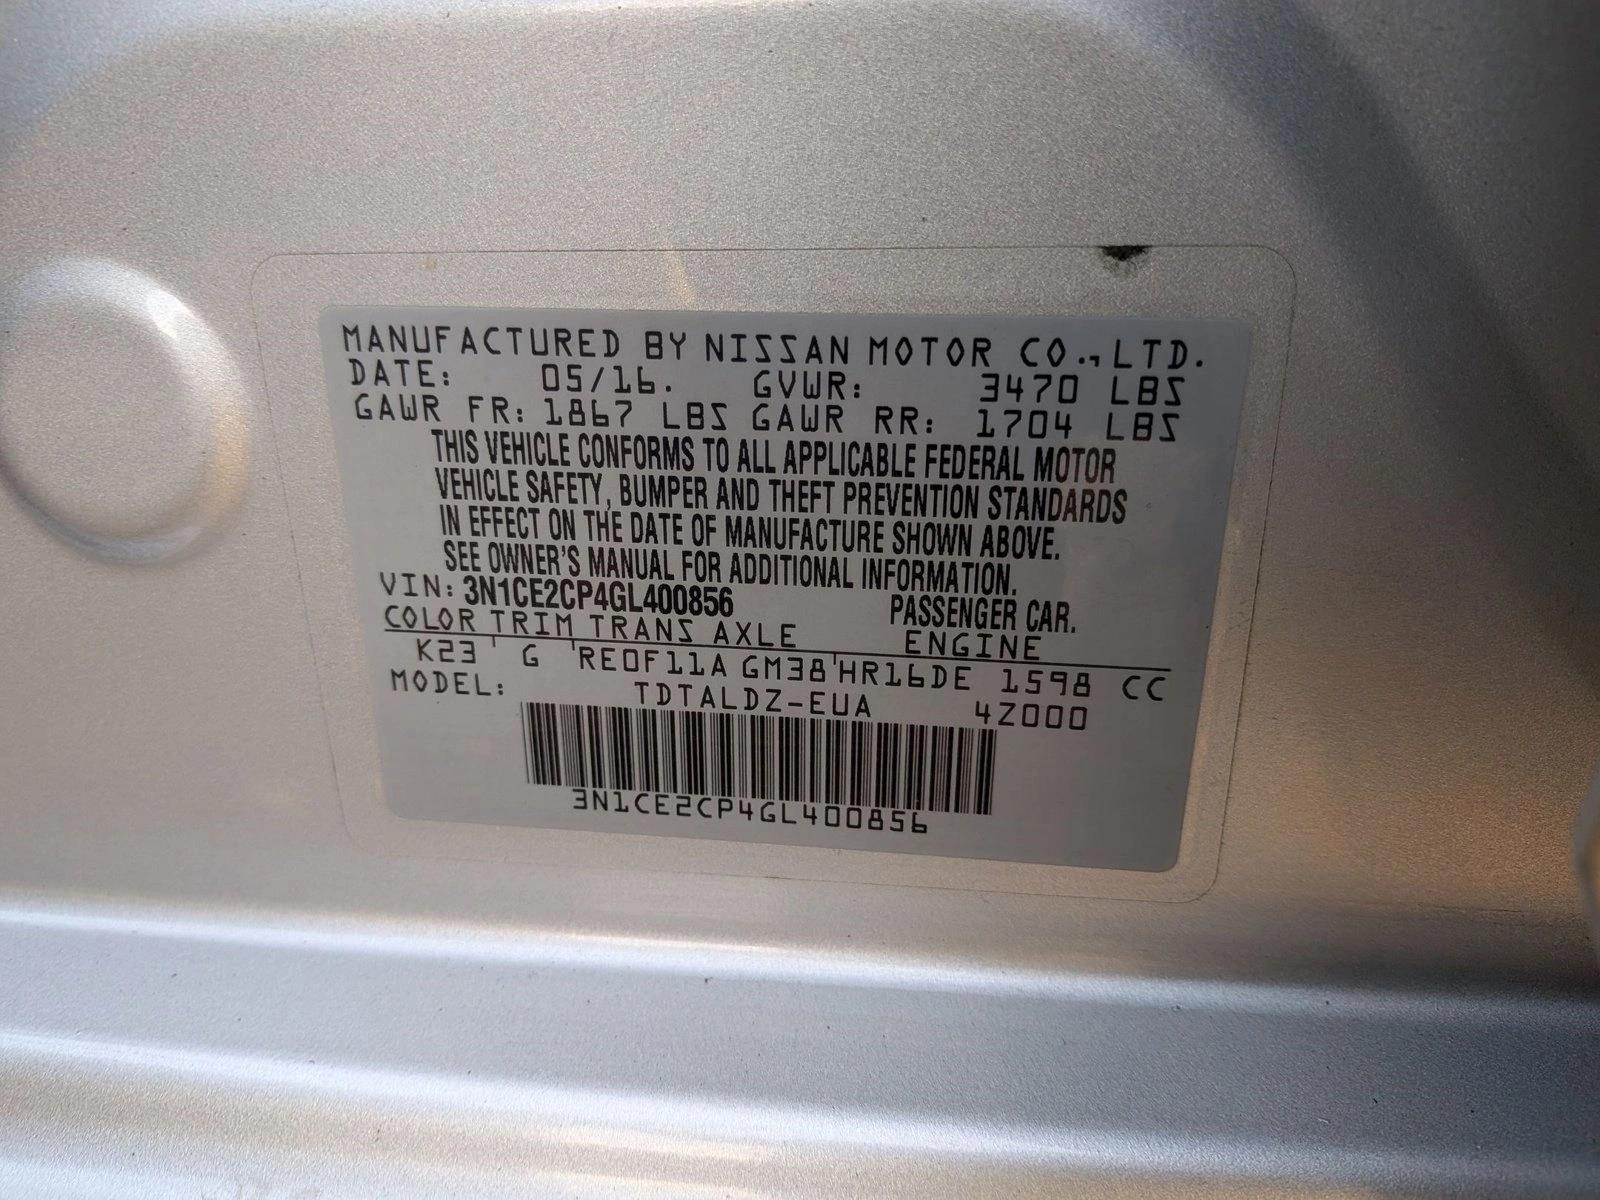 MANUFACTURED BY NISSAN MOTOR CO., LTD.
DATE: 05/16. GVWR: 3470 LBS
GAWR FR: 1867 LBS GAWR RR: 1704 LBS
THIS VEHICLE CONFORMS TO ALL APPLICABLE FEDERAL MOTOR
VEHICLE SAFETY, BUMPER AND THEFT PREVENTION STANDARDS
IN EFFECT ON THE DATE OF MANUFACTURE SHOWN ABOVE.
SEE OWNER'S MANUAL FOR ADDITIONAL INFORMATION.
VIN: 3N1CE2CP4GL400856 PASSENGER CAR.
COLOR TRIM TRANS AXLE ENGINE
K23 G RE0F11A GM38 HR16DE 1598 CC
MODEL: TDTALDZ-EUA 4Z000
3N1CE2CP4GL400856